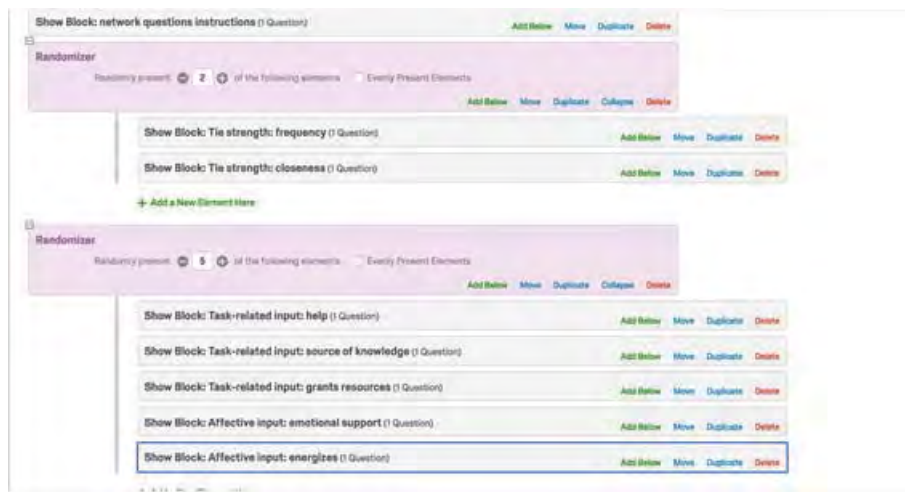 Show Block: network questions instructions (1 Question) Add Below Move Duplicate Delete
Randomizer
Randomly present 2 of the following elements Evenly Present Elements
Add Below Move Duplicate Collapse Delete
Show Block: Tie strength: frequency (1 Question) Add Below Move Duplicate Delete
Show Block: Tie strength: closeness (1 Question) Add Below Move Duplicate Delete
+ Add a New Element Here
Randomizer
Randomly present 5 of the following elements Evenly Present Elements
Add Below Move Duplicate Collapse Delete
Show Block: Task-related input: help (1 Question) Add Below Move Duplicate Delete
Show Block: Task-related input: source of knowledge (1 Question) Add Below Move Duplicate Delete
Show Block: Task-related input: grants resources (1 Question) Add Below Move Duplicate Delete
Show Block: Affective input: emotional support (1 Question) Add Below Move Duplicate Delete
Show Block: Affective input: energizes (1 Question) Add Below Move Duplicate Delete